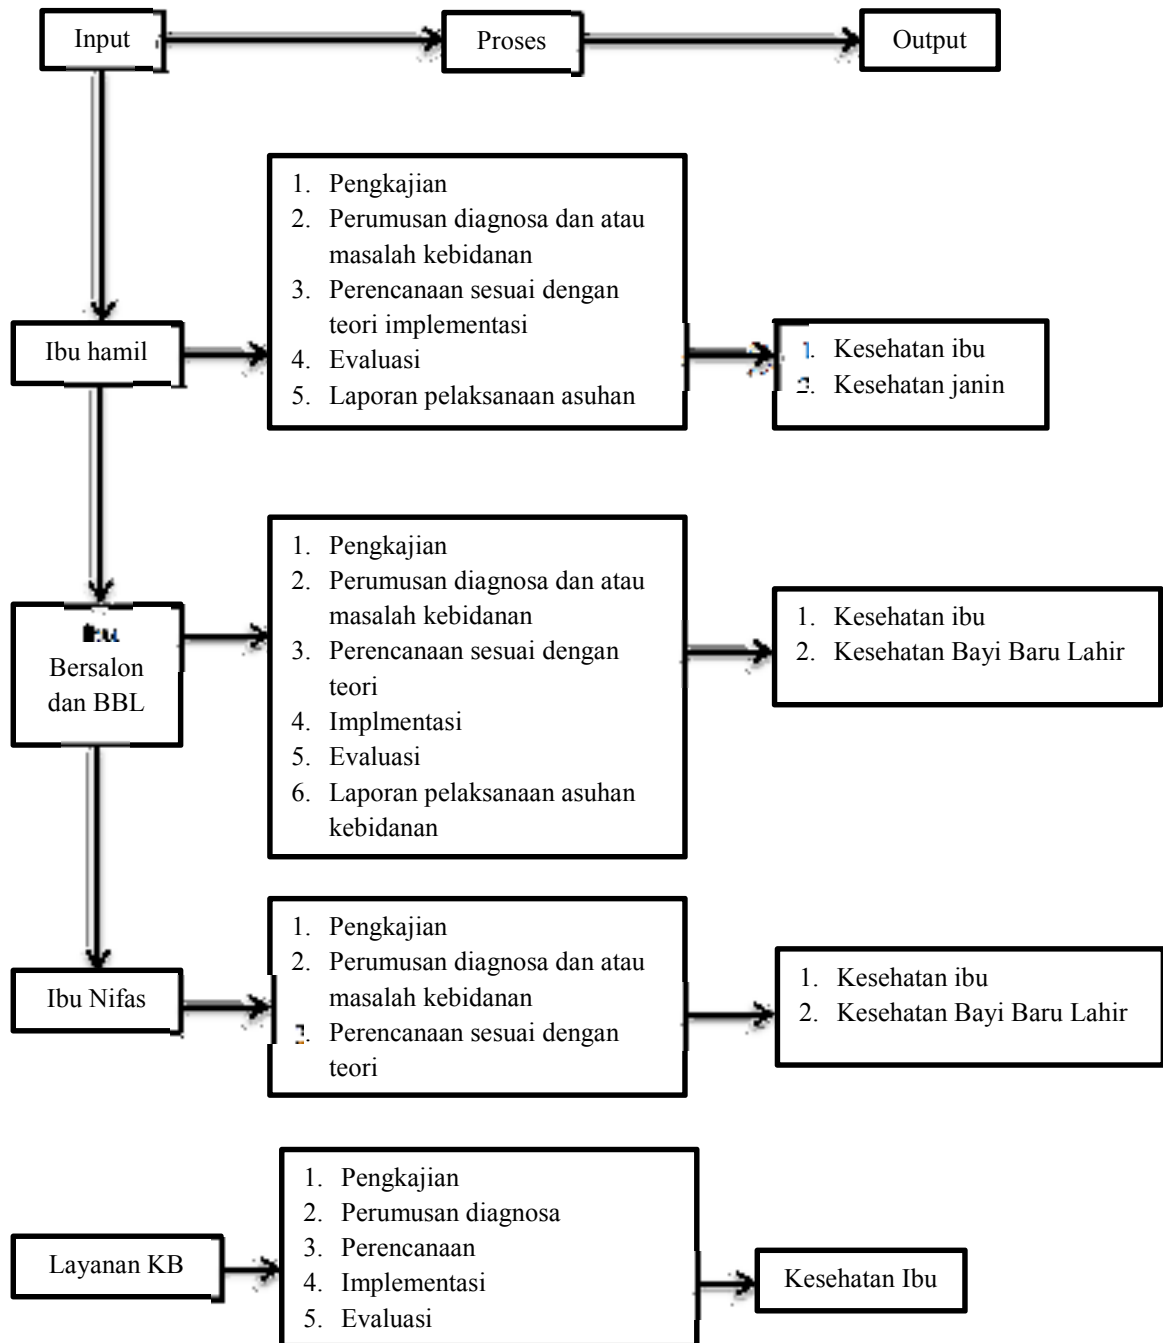 Input
Proses
Output
1. Pengkajian
2. Perumusan diagnosa dan atau
masalah kebidanan
3. Perencanaan sesuai dengan
teori implementasi
4. Evaluasi
5. Laporan pelaksanaan asuhan
Ibu hamil
1. Kesehatan ibu
2. Kesehatan janin
1. Pengkajian
2. Perumusan diagnosa dan atau
masalah kebidanan
3. Perencanaan sesuai dengan
teori
4. Implmentasi
5. Evaluasi
6. Laporan pelaksanaan asuhan
kebidanan
Ibu
Bersalon
dan BBL
1. Kesehatan ibu
2. Kesehatan Bayi Baru Lahir
1. Pengkajian
2. Perumusan diagnosa dan atau
masalah kebidanan
3. Perencanaan sesuai dengan
teori
Ibu Nifas
1. Kesehatan ibu
2. Kesehatan Bayi Baru Lahir
1. Pengkajian
2. Perumusan diagnosa
3. Perencanaan
4. Implementasi
5. Evaluasi
Layanan KB
Kesehatan Ibu